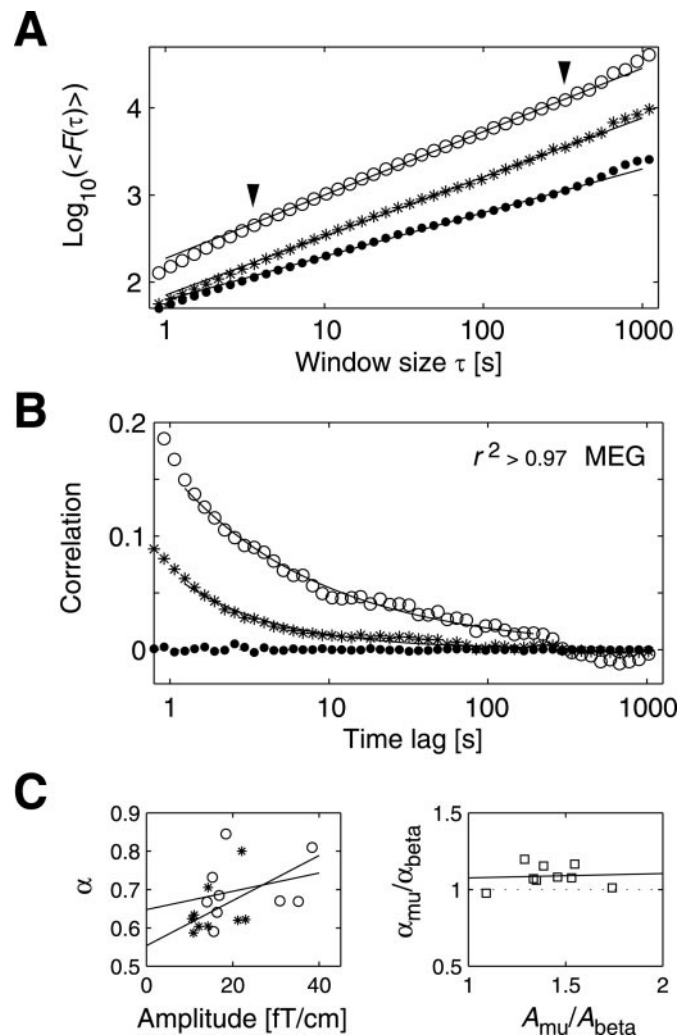 A
Log10(<F(τ)>)
4
3
2
1
10
100
1000
Window size τ [s]
B
Correlation
0.2
0.1
0
r2 > 0.97 MEG
1
10
100
1000
Time lag [s]
C
α
0.9
0.8
0.7
0.6
0.5
0
20
40
Amplitude [fT/cm]
αmu/αbeta
1.5
1
0.5
1
1.5
2
Amu/Abeta